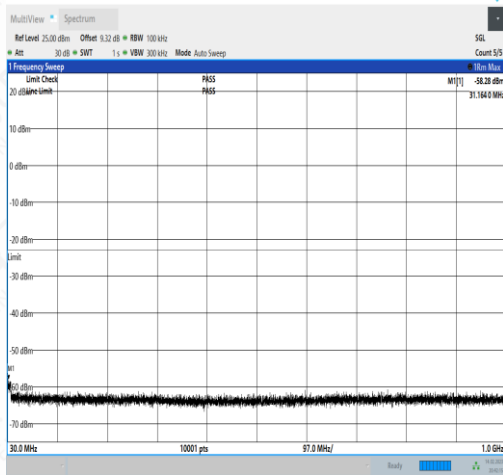 MultiView Spectrum
Ref Level 25.00 dBm Offset 9.32 dB RBW 100 kHz SGL
Att 30 dB SWT 1 s VBW 300 kHz Mode Auto Sweep Count 5/5
1 Frequency Sweep 1Rm Max
Limit Check PASS M1[1] -58.28 dBm
20 dBm Line Limit PASS 31.1640 MHz
10 dBm
0 dBm
-10 dBm
-20 dBm
Limit
-30 dBm
-40 dBm
-50 dBm
M1
-60 dBm
-70 dBm
30.0 MHz 10001 pts 97.0 MHz/ 1.0 GHz
Ready